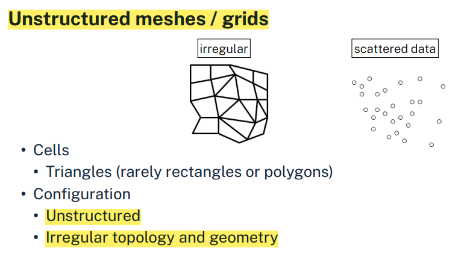 Unstructured meshes / grids
irregular
scattered data
• Cells
• Triangles (rarely rectangles or polygons)
• Configuration
• Unstructured
• Irregular topology and geometry